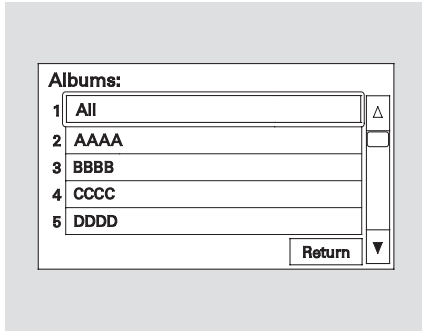 Albums:
1 All
2 AAAA
3 BBBB
4 CCCC
5 DDDD
Return